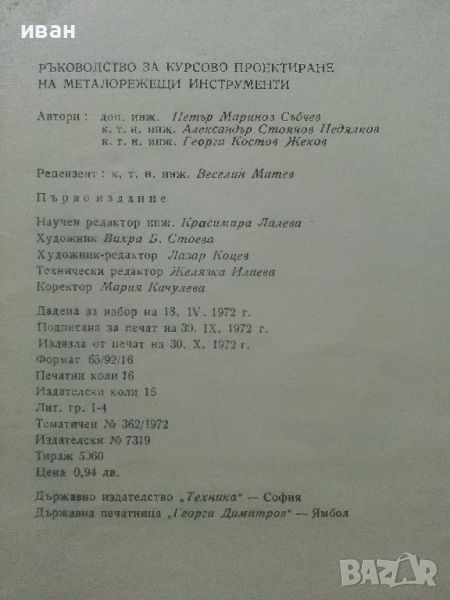 иван
РЪКОВОДСТВО ЗА КУРСОВО ПРОЕКТИРАНЕ
НА МЕТАЛОРЕЖЕЩИ ИНСТРУМЕНТИ
Автори: доц. инж. Петър Маринов Събчев
к. т. н. инж. Александър Стоянов Недялков
к. т. н. инж. Георги Костов Жеков
Рецензент: к. т. н. инж. Веселин Митев
Първо издание
Научен редактор инж. Красимара Лалева
Художник Вихра Б. Стоева
Художник-редактор Лазар Коцев
Технически редактор Желязка Илиева
Коректор Мария Качулева
Дадена за набор на 18. IV. 1972 г.
Подписана за печат на 30. IX. 1972 г.
Излязла от печат на 30. X. 1972 г.
Формат 65/92/16
Печатни коли 16
Издателски коли 16
Лит. гр. I-4
Тематичен № 362/1972
Издателски № 7319
Тираж 5060
Цена 0,94 лв.
Държавно издателство „Техника" — София
Държавна печатница „Георги Димитров" — Ямбол
BAZAR